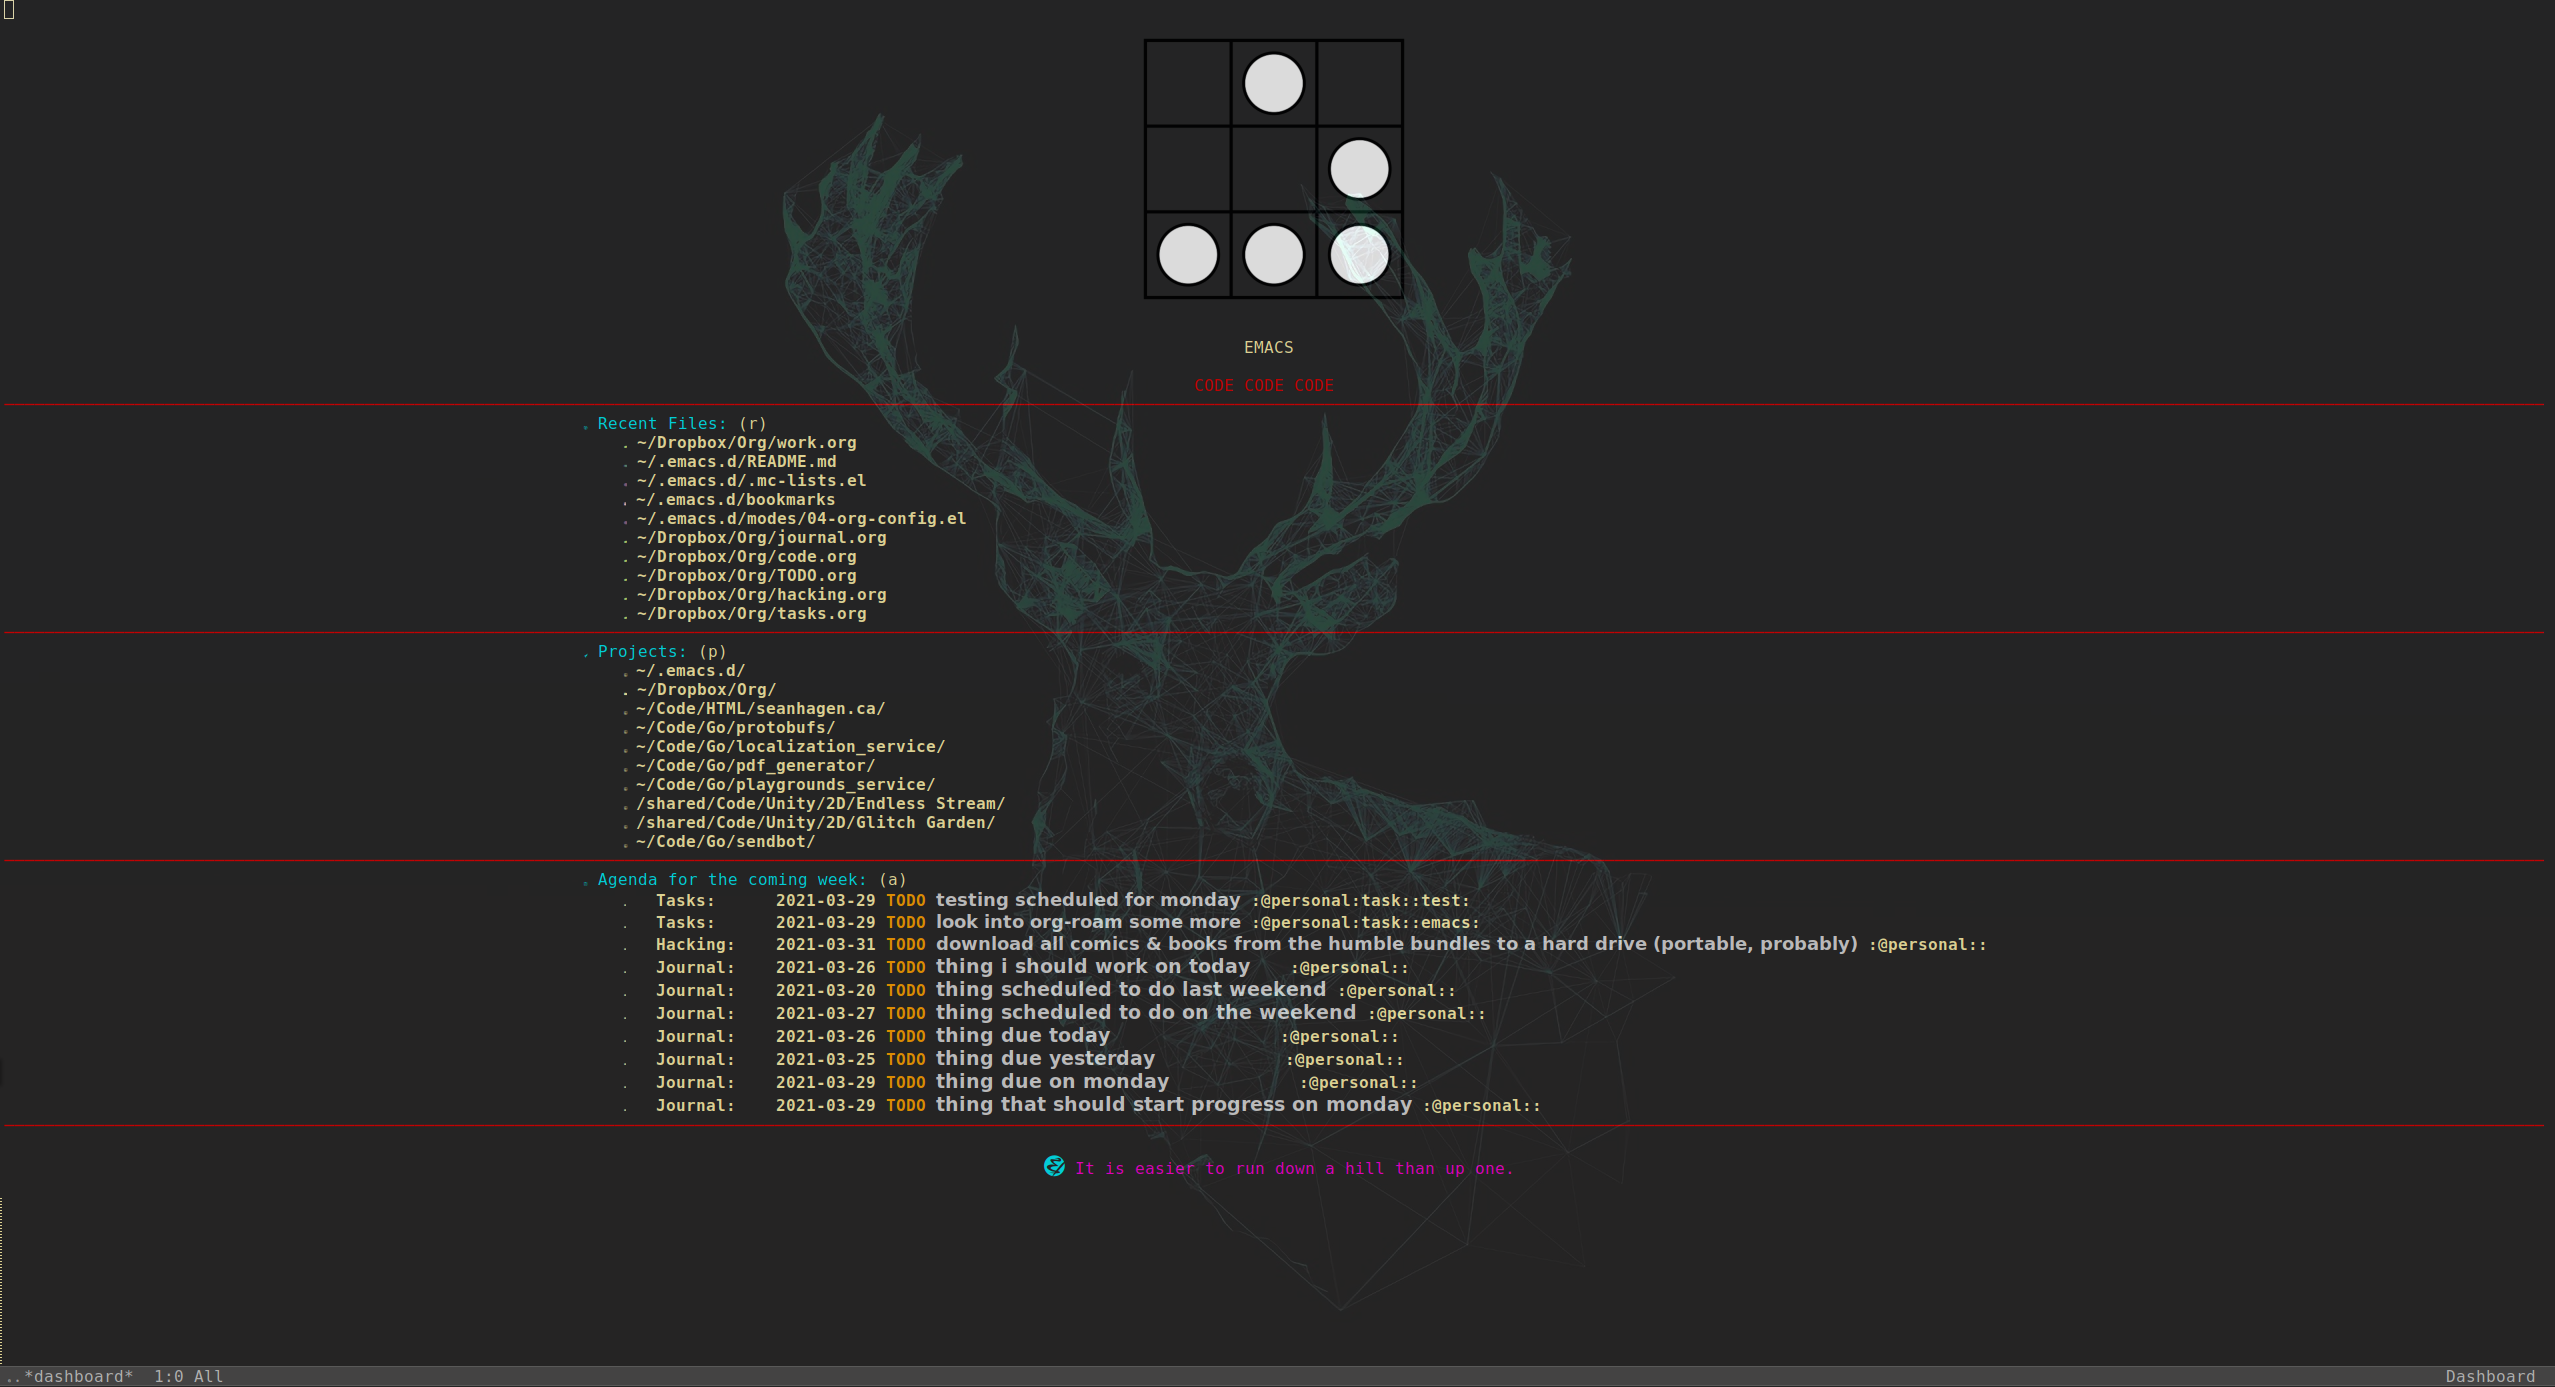 EMACS
CODE CODE CODE
Recent Files: (r)
~/Dropbox/Org/work.org
~/.emacs.d/README.md
~/.emacs.d/.mc-lists.el
~/.emacs.d/bookmarks
~/.emacs.d/modes/04-org-config.el
~/Dropbox/Org/journal.org
~/Dropbox/Org/code.org
~/Dropbox/Org/TODO.org
~/Dropbox/Org/hacking.org
~/Dropbox/Org/tasks.org
Projects: (p)
~/.emacs.d/
~/Dropbox/Org/
~/Code/HTML/seanhagen.ca/
~/Code/Go/protobufs/
~/Code/Go/localization_service/
~/Code/Go/pdf_generator/
~/Code/Go/playgrounds_service/
/shared/Code/Unity/2D/Endless Stream/
/shared/Code/Unity/2D/Glitch Garden/
~/Code/Go/sendbot/
Agenda for the coming week: (a)
Tasks: 2021-03-29 TODO testing scheduled for monday :@personal:task::test:
Tasks: 2021-03-29 TODO look into org-roam some more :@personal:task::emacs:
Hacking: 2021-03-31 TODO download all comics & books from the humble bundles to a hard drive (portable, probably) :@personal::
Journal: 2021-03-26 TODO thing i should work on today :@personal::
Journal: 2021-03-20 TODO thing scheduled to do last weekend :@personal::
Journal: 2021-03-27 TODO thing scheduled to do on the weekend :@personal::
Journal: 2021-03-26 TODO thing due today :@personal::
Journal: 2021-03-25 TODO thing due yesterday :@personal::
Journal: 2021-03-29 TODO thing due on monday :@personal::
Journal: 2021-03-29 TODO thing that should start progress on monday :@personal::
It is easier to run down a hill than up one.
..*dashboard* 1:0 All Dashboard